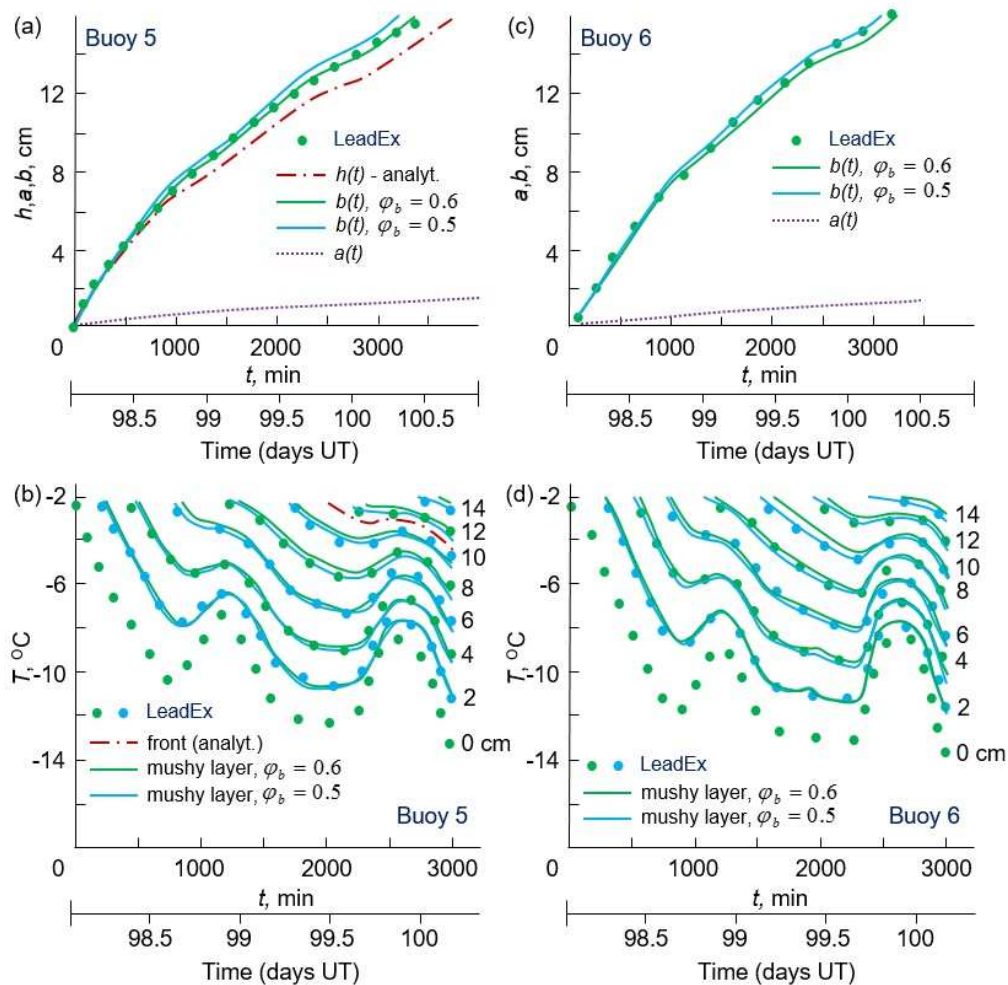 (a)
Buoy 5
h,a,b, cm
12
8
4
0
LeadEx
h(t) - analyt.
b(t), φb = 0.6
b(t), φb = 0.5
a(t)
1000
2000
3000
t, min
98.5
99
99.5
100
100.5
Time (days UT)
(c)
Buoy 6
a,b, cm
12
8
4
0
LeadEx
b(t), φb = 0.6
b(t), φb = 0.5
a(t)
1000
2000
3000
t, min
98.5
99
99.5
100
100.5
Time (days UT)
(b)
-2
-6
-10
-14
T, °C
14
12
10
8
6
4
2
0 cm
LeadEx
front (analyt.)
mushy layer, φb = 0.6
mushy layer, φb = 0.5
Buoy 5
0
1000
2000
3000
t, min
98.5
99
99.5
100
Time (days UT)
(d)
-2
-6
-10
-14
T, °C
14
12
10
8
6
4
2
0 cm
LeadEx
mushy layer, φb = 0.6
mushy layer, φb = 0.5
Buoy 6
0
1000
2000
3000
t, min
98.5
99
99.5
100
Time (days UT)